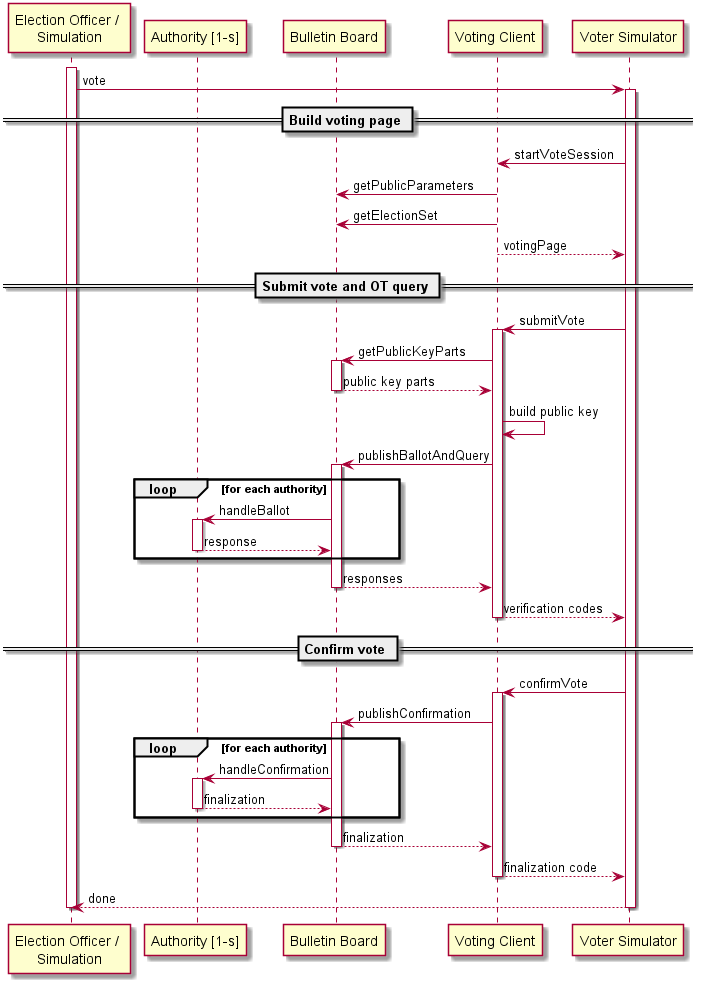 Election Officer /
Simulation
Authority [1-s]
Bulletin Board
Voting Client
Voter Simulator
vote
Build voting page
startVoteSession
getPublicParameters
getElectionSet
votingPage
Submit vote and OT query
submitVote
getPublicKeyParts
public key parts
build public key
publishBallotAndQuery
loop [for each authority]
handleBallot
response
responses
verification codes
Confirm vote
confirmVote
publishConfirmation
loop [for each authority]
handleConfirmation
finalization
finalization
finalization code
done
Election Officer /
Simulation
Authority [1-s]
Bulletin Board
Voting Client
Voter Simulator